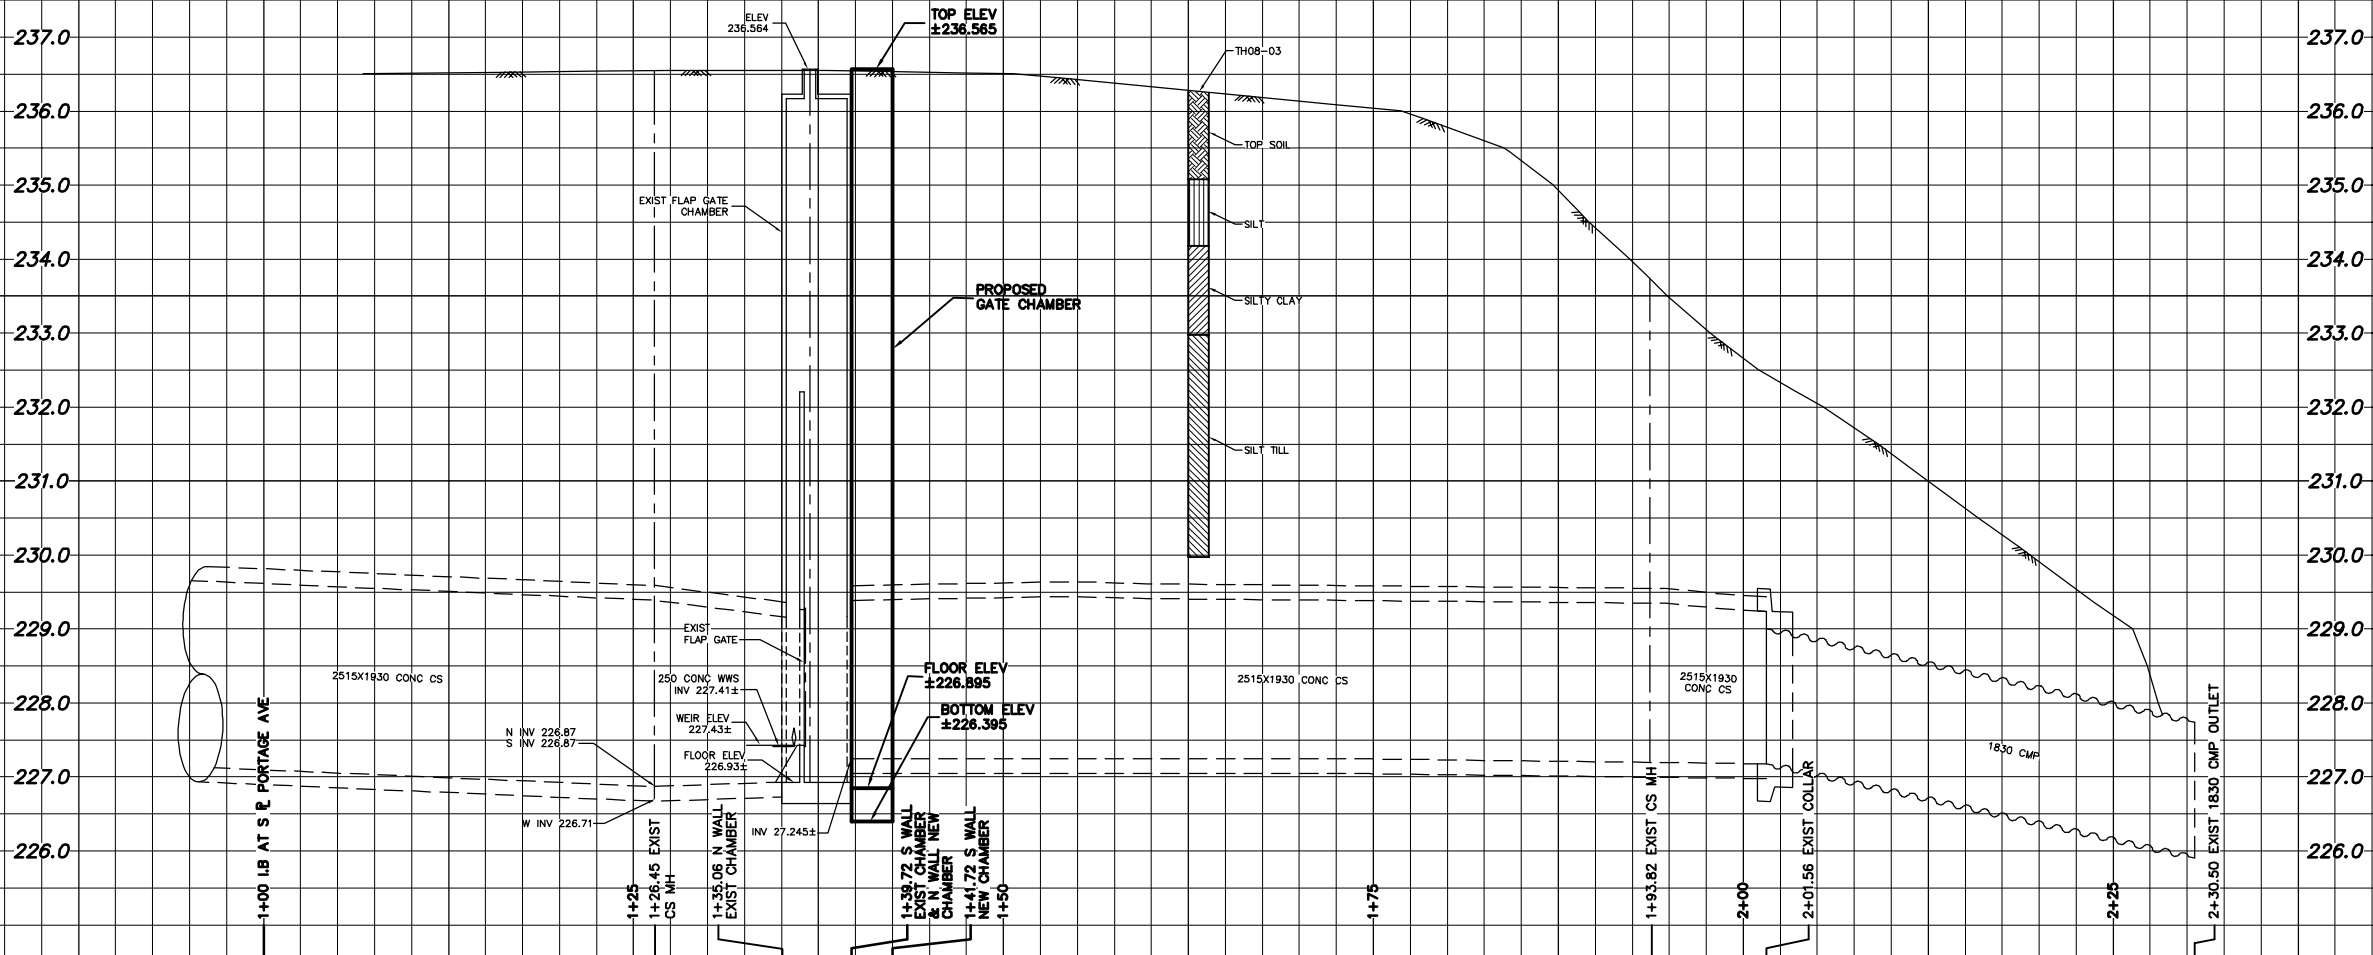 ELEV
236.564
TOP ELEV
±236.565
237.0
237.0
TH08-03
236.0
236.0
TOP SOIL
235.0
235.0
EXIST FLAP GATE
CHAMBER
SILT
234.0
234.0
PROPOSED
GATE CHAMBER
SILTY CLAY
233.0
233.0
232.0
232.0
SILT TILL
231.0
231.0
230.0
230.0
229.0
229.0
EXIST
FLAP GATE
FLOOR ELEV
±226.895
2515X1930 CONC CS
250 CONC WWS
INV 227.41±
2515X1930 CONC CS
2515X1930
CONC CS
228.0
228.0
BOTTOM ELEV
±226.395
WEIR ELEV
227.43±
N INV 226.87
S INV 226.87
FLOOR ELEV
226.93±
1830 CMP
227.0
227.0
W INV 226.71
INV 27.245±
226.0
226.0
1+00 I.B AT S PL PORTAGE AVE
1+25
1+26.45 EXIST
CS MH
1+35.06 N WALL
EXIST CHAMBER
1+39.72 S WALL
EXIST CHAMBER
& N WALL NEW
CHAMBER
1+41.72 S WALL
NEW CHAMBER
1+50
1+75
1+93.82 EXIST CS MH
2+00
2+01.56 EXIST COLLAR
2+25
2+30.50 EXIST 1830 CMP OUTLET